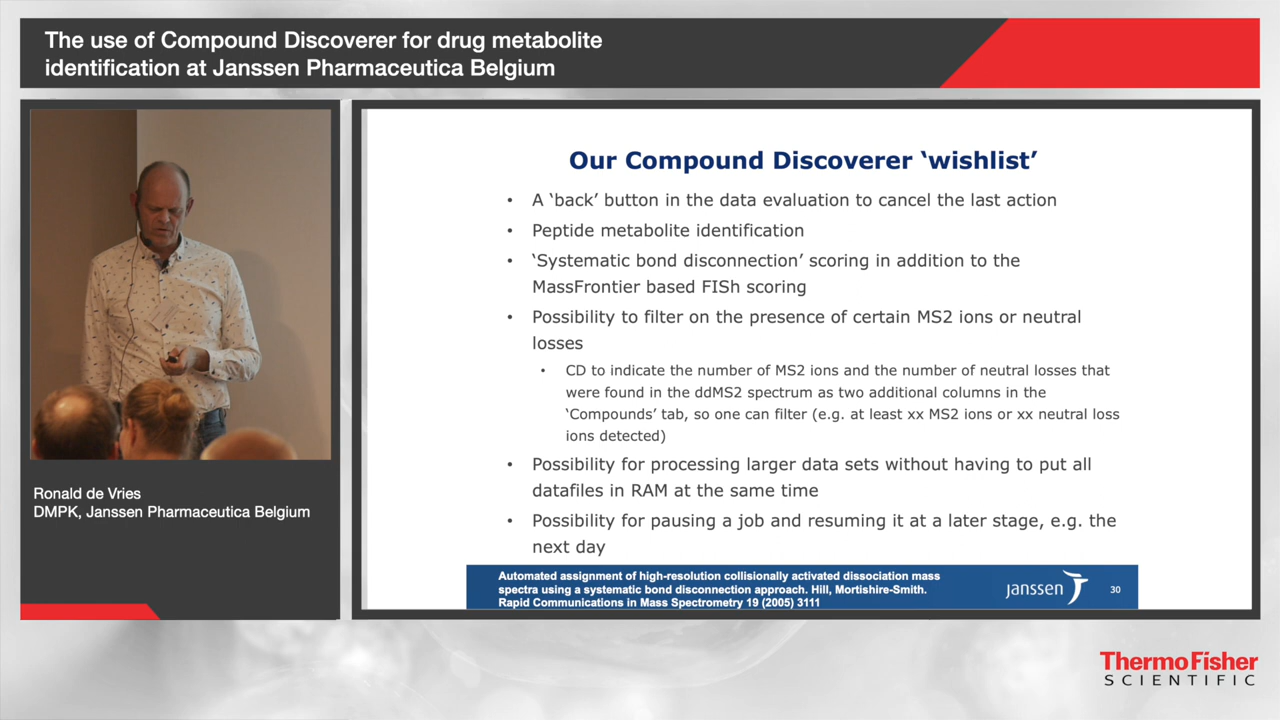 The use of Compound Discoverer for drug metabolite
identification at Janssen Pharmaceutica Belgium
Our Compound Discoverer ‘wishlist’
• A ‘back’ button in the data evaluation to cancel the last action
• Peptide metabolite identification
• ‘Systematic bond disconnection’ scoring in addition to the
MassFrontier based FISh scoring
• Possibility to filter on the presence of certain MS2 ions or neutral
losses
• CD to indicate the number of MS2 ions and the number of neutral losses that
were found in the ddMS2 spectrum as two additional columns in the
‘Compounds’ tab, so one can filter (e.g. at least xx MS2 ions or xx neutral loss
ions detected)
• Possibility for processing larger data sets without having to put all
datafiles in RAM at the same time
• Possibility for pausing a job and resuming it at a later stage, e.g. the
next day
Automated assignment of high-resolution collisionally activated dissociation mass
spectra using a systematic bond disconnection approach. Hill, Mortishire-Smith.
Rapid Communications in Mass Spectrometry 19 (2005) 3111
janssen
30
Ronald de Vries
DMPK, Janssen Pharmaceutica Belgium
ThermoFisher
SCIENTIFIC